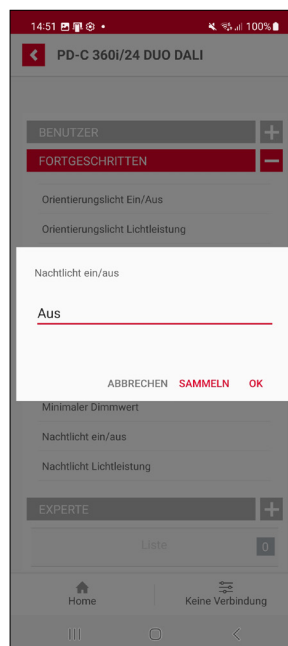 14:51 100%
PD-C 360i/24 DUO DALI
BENUTZER
FORTGESCHRITTEN
Orientierungslicht Ein/Aus
Orientierungslicht Lichtleistung
Nachtlicht ein/aus
Aus
ABBRECHEN SAMMELN OK
Minimaler Dimmwert
Nachtlicht ein/aus
Nachtlicht Lichtleistung
EXPERTE
Liste 0
Home Keine Verbindung